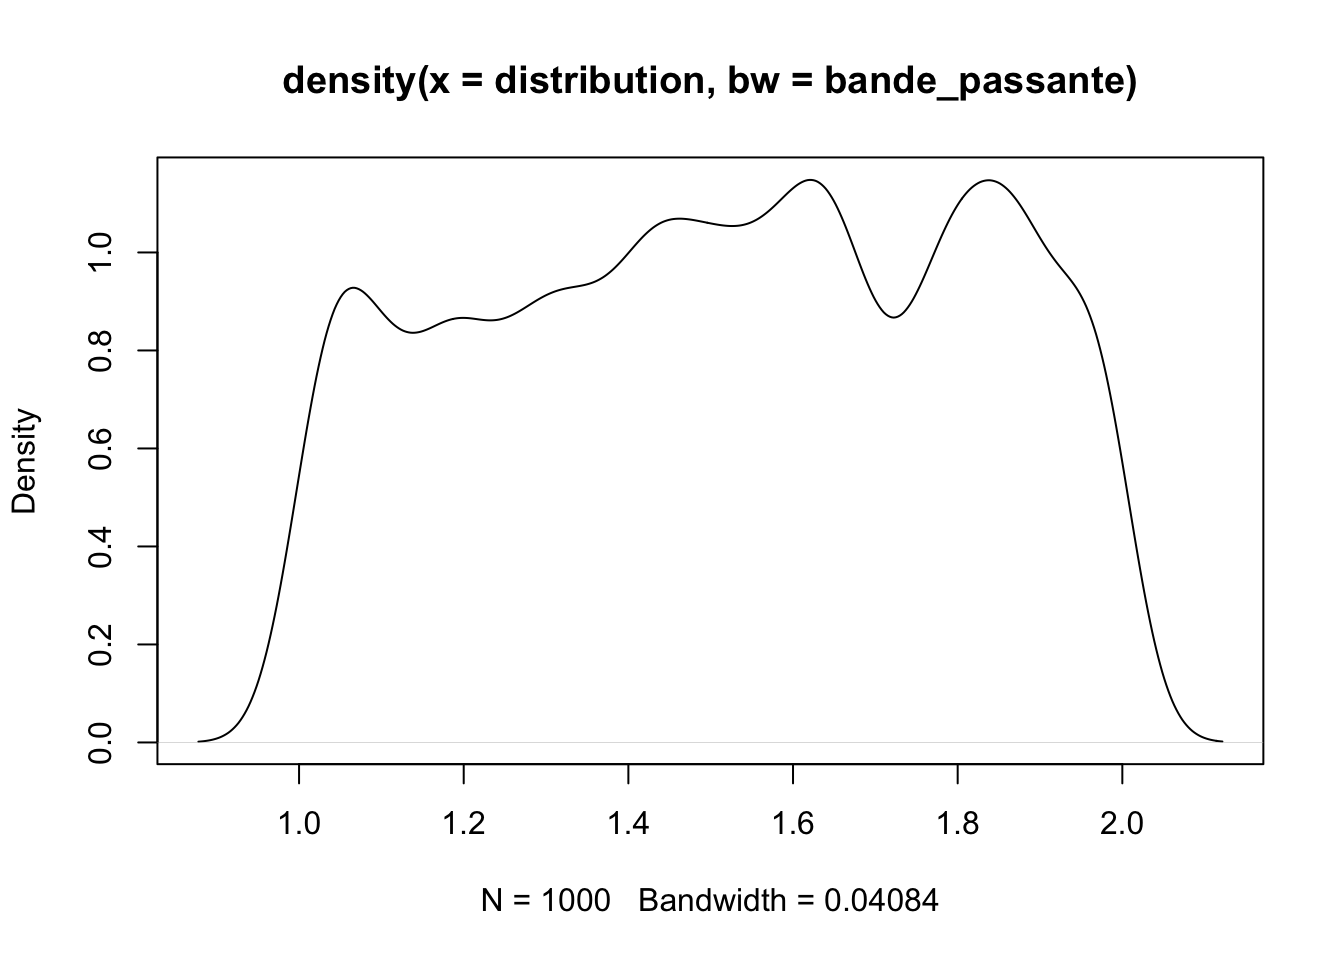 density(x = distribution, bw = bande_passante)
Density
1.0
0.8
0.6
0.4
0.2
0.0
1.0 1.2 1.4 1.6 1.8 2.0
N = 1000 Bandwidth = 0.04084